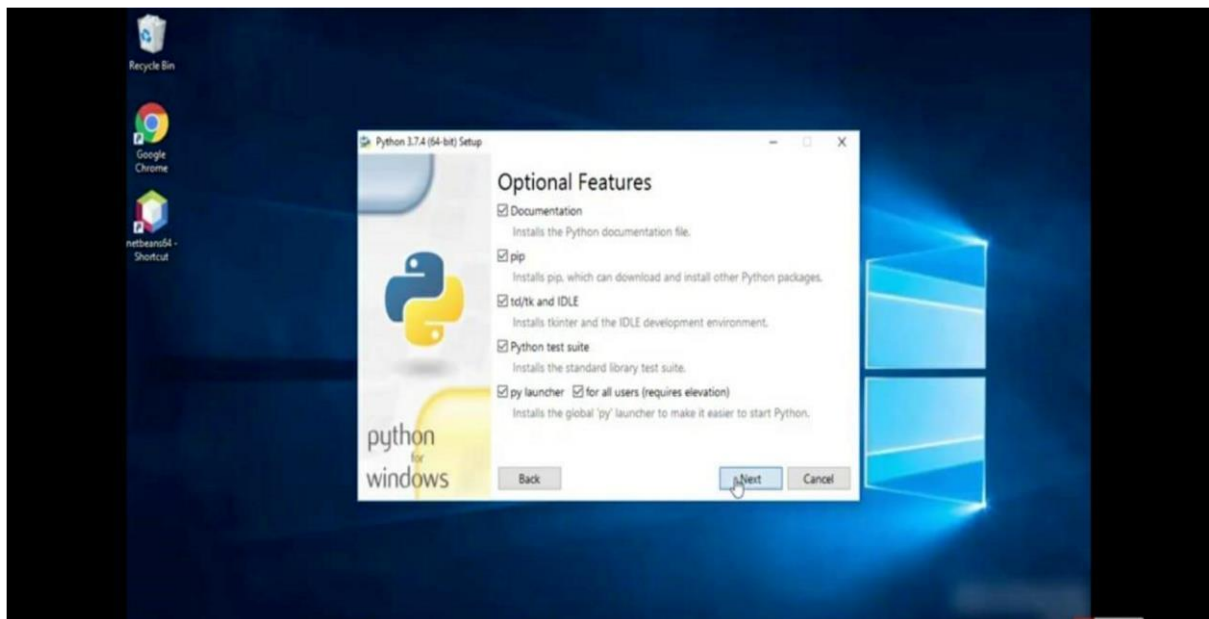 Recycle Bin
Google
Chrome
netbeans64 -
Shortcut
Python 3.7.4 (64-bit) Setup
Optional Features
Documentation
Installs the Python documentation file.
pip
Installs pip, which can download and install other Python packages.
td/tk and IDLE
Installs tkinter and the IDLE development environment.
Python test suite
Installs the standard library test suite.
py launcher for all users (requires elevation)
Installs the global 'py' launcher to make it easier to start Python.
python
for
windows
Back Next Cancel